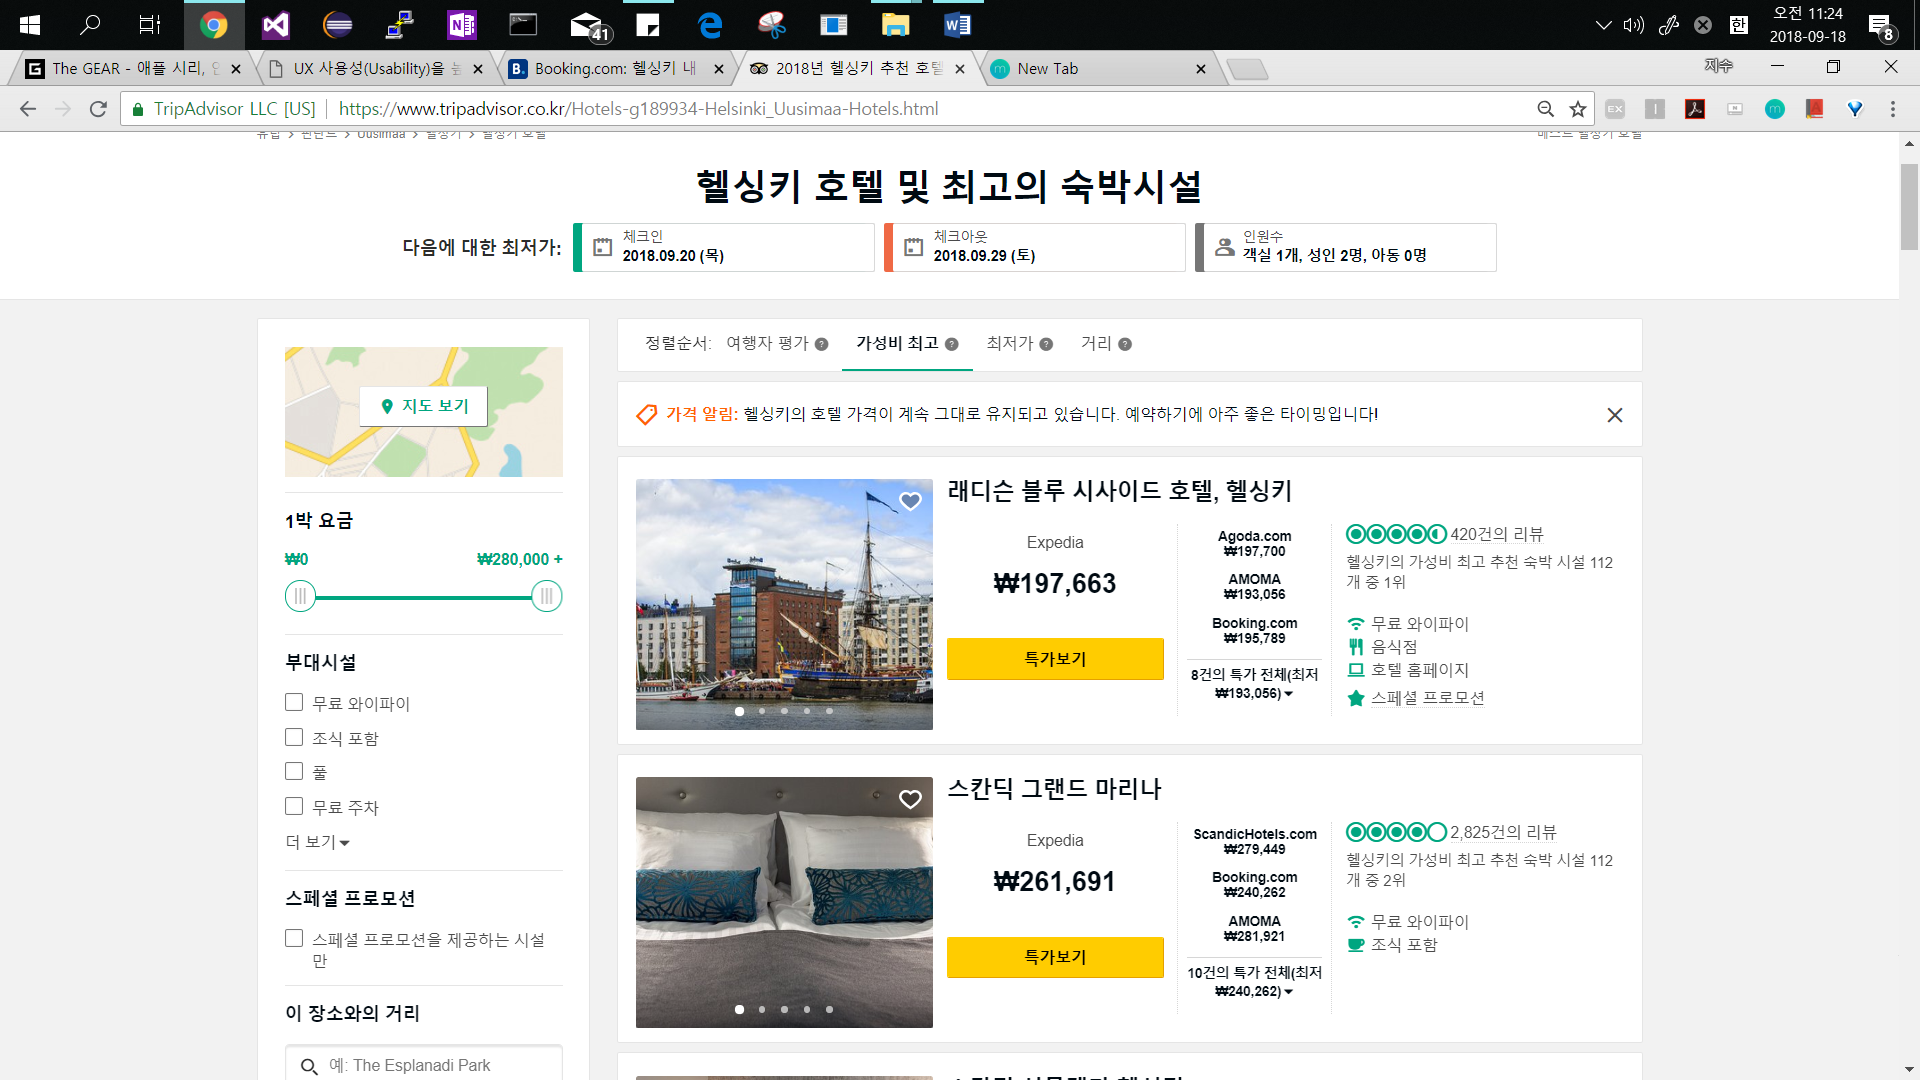 41
오전 11:24
2018-09-18
8
The GEAR - 애플 시리,
UX 사용성(Usability)을
Booking.com: 헬싱키 내
2018년 헬싱키 추천 호텔
New Tab
지수
TripAdvisor LLC [US]
https://www.tripadvisor.co.kr/Hotels-g189934-Helsinki_Uusimaa-Hotels.html
유럽 > 핀란드 > Uusimaa > 헬싱키 > 헬싱키 호텔
베스트 헬싱키 호텔
헬싱키 호텔 및 최고의 숙박시설
다음에 대한 최저가:
체크인
2018.09.20 (목)
체크아웃
2018.09.29 (토)
인원수
객실 1개, 성인 2명, 아동 0명
지도 보기
1박 요금
₩0
₩280,000 +
부대시설
무료 와이파이
조식 포함
풀
무료 주차
더 보기
스페셜 프로모션
스페셜 프로모션을 제공하는 시설
만
이 장소와의 거리
예: The Esplanadi Park
정렬순서: 여행자 평가 ? 가성비 최고 ? 최저가 ? 거리 ?
가격 알림: 헬싱키의 호텔 가격이 계속 그대로 유지되고 있습니다. 예약하기에 아주 좋은 타이밍입니다!
래디슨 블루 시사이드 호텔, 헬싱키
Expedia
₩197,663
특가보기
Agoda.com
₩197,700
AMOMA
₩193,056
Booking.com
₩195,789
8건의 특가 전체(최저
₩193,056)
420건의 리뷰
헬싱키의 가성비 최고 추천 숙박 시설 112
개 중 1위
무료 와이파이
음식점
호텔 홈페이지
스페셜 프로모션
스칸딕 그랜드 마리나
Expedia
₩261,691
특가보기
ScandicHotels.com
₩279,449
Booking.com
₩240,262
AMOMA
₩281,921
10건의 특가 전체(최저
₩240,262)
2,825건의 리뷰
헬싱키의 가성비 최고 추천 숙박 시설 112
개 중 2위
무료 와이파이
조식 포함